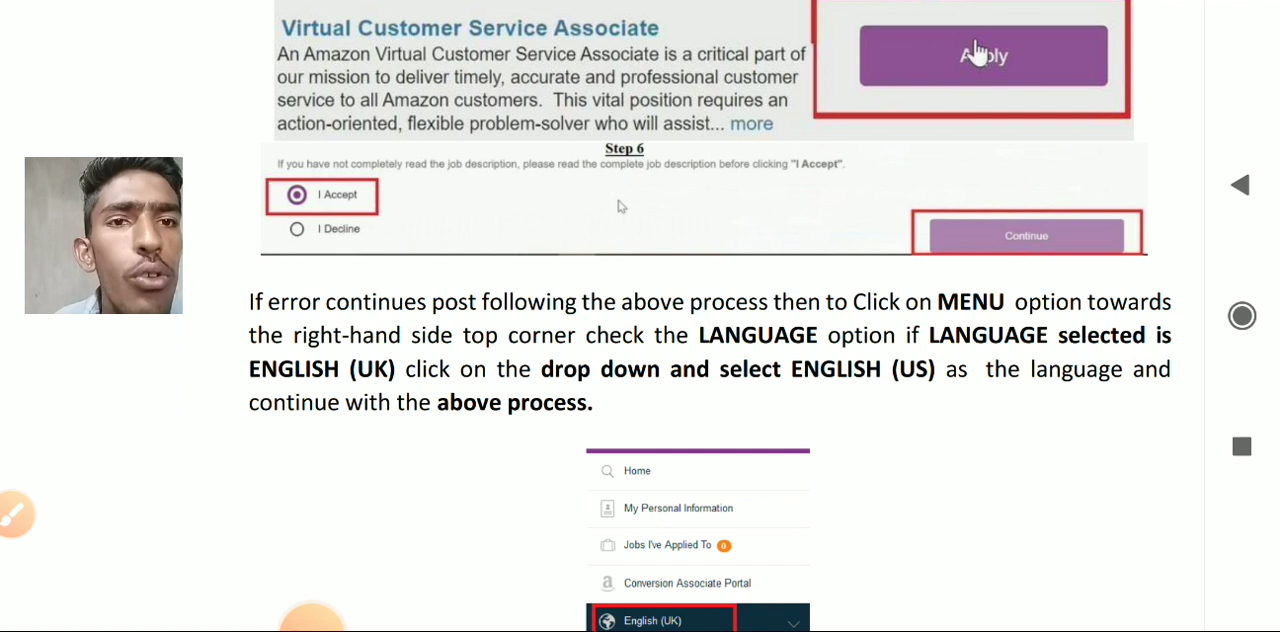 Virtual Customer Service Associate
An Amazon Virtual Customer Service Associate is a critical part of
our mission to deliver timely, accurate and professional customer
service to all Amazon customers. This vital position requires an
action-oriented, flexible problem-solver who will assist... more
Apply
Step 6
If you have not completely read the job description, please read the complete job description before clicking "I Accept".
I Accept
I Decline
Continue
If error continues post following the above process then to Click on MENU option towards
the right-hand side top corner check the LANGUAGE option if LANGUAGE selected is
ENGLISH (UK) click on the drop down and select ENGLISH (US) as the language and
continue with the above process.
Home
My Personal Information
Jobs I've Applied To 0
a Conversion Associate Portal
English (UK)